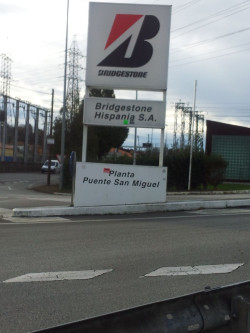 BRIDGESTONE
Bridgestone
Hispania S.A.
Planta
Puente San Miguel